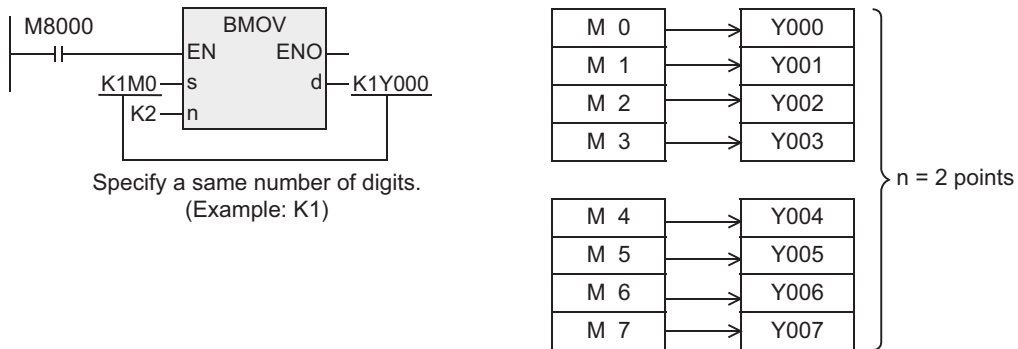 M8000
BMOV
EN ENO
K1M0 s d K1Y000
K2 n
Specify a same number of digits.
(Example: K1)
M 0 Y000
M 1 Y001
M 2 Y002
M 3 Y003
n = 2 points
M 4 Y004
M 5 Y005
M 6 Y006
M 7 Y007